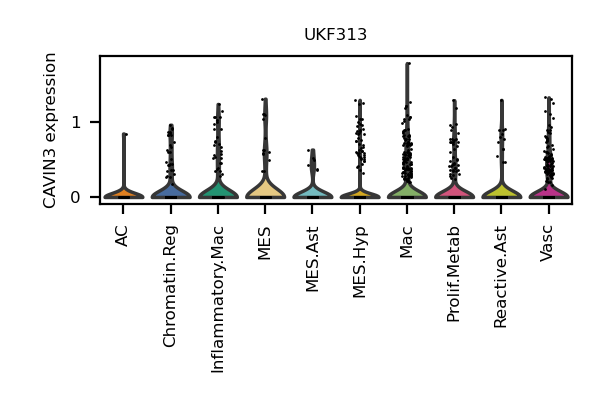 UKF313
CAVIN3 expression
1
0
AC
Chromatin.Reg
Inflammatory.Mac
MES
MES.Ast
MES.Hyp
Mac
Prolif.Metab
Reactive.Ast
Vasc